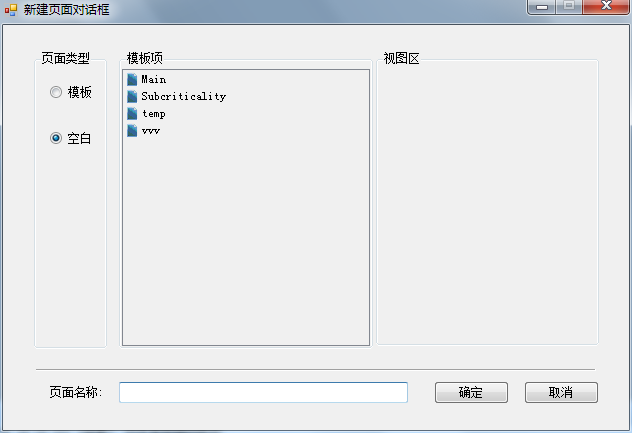 新建页面对话框
页面类型
模板项
视图区
模板
空白
Main
Subcriticality
temp
vvv
页面名称:
确定
取消